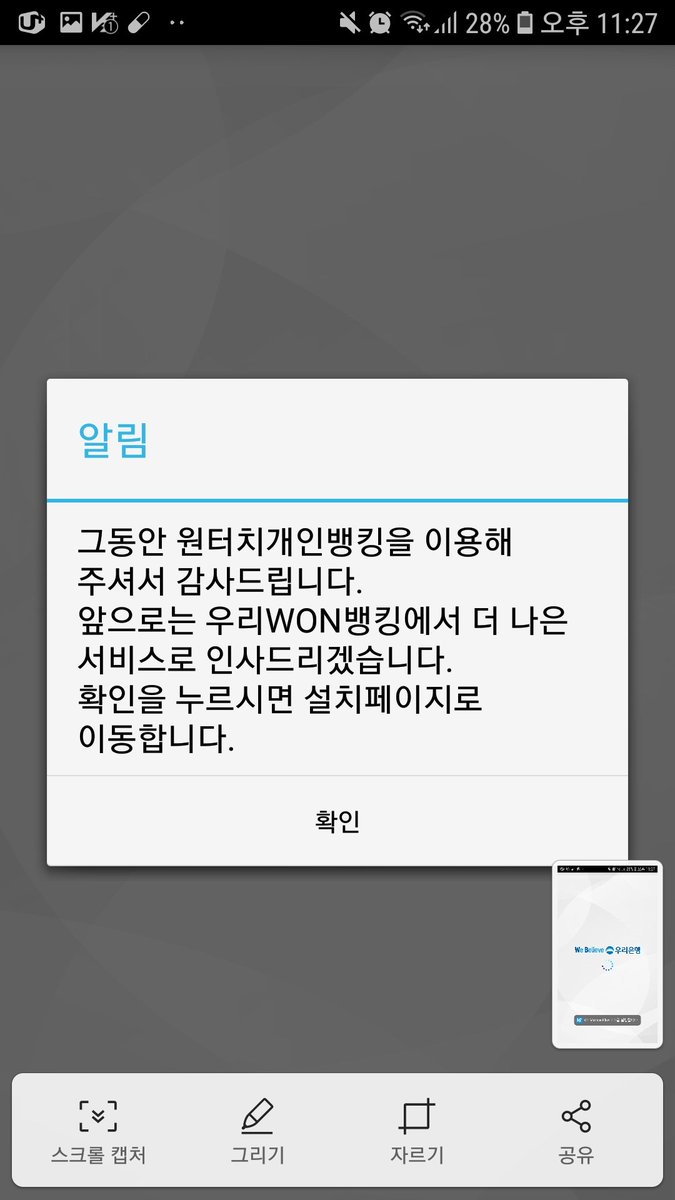 28% 오후 11:27
알림
그동안 원터치개인뱅킹을 이용해
주셔서 감사드립니다.
앞으로는 우리WON뱅킹에서 더 나은
서비스로 인사드리겠습니다.
확인을 누르시면 설치페이지로
이동합니다.
확인
We Believe 우리은행
스크롤 캡처 그리기 자르기 공유